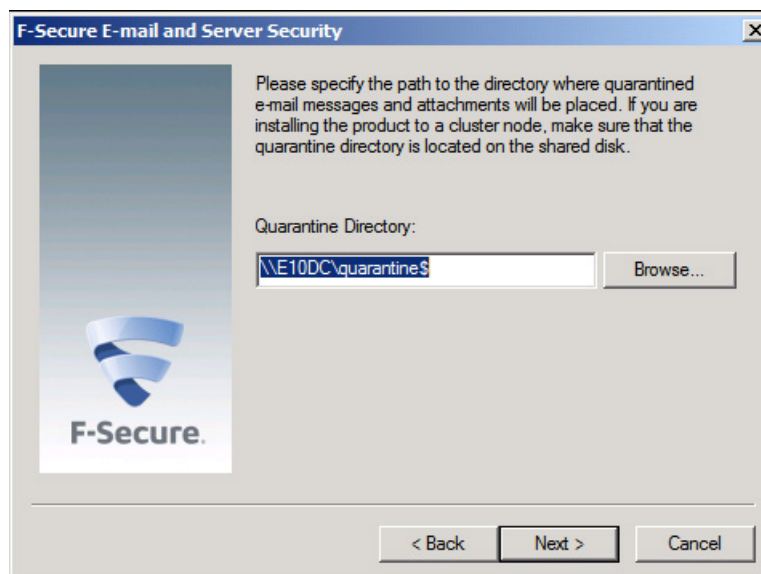 F-Secure E-mail and Server Security
Please specify the path to the directory where quarantined
e-mail messages and attachments will be placed. If you are
installing the product to a cluster node, make sure that the
quarantine directory is located on the shared disk.
Quarantine Directory:
\\E10DC\quarantine$
Browse...
F-Secure.
< Back
Next >
Cancel